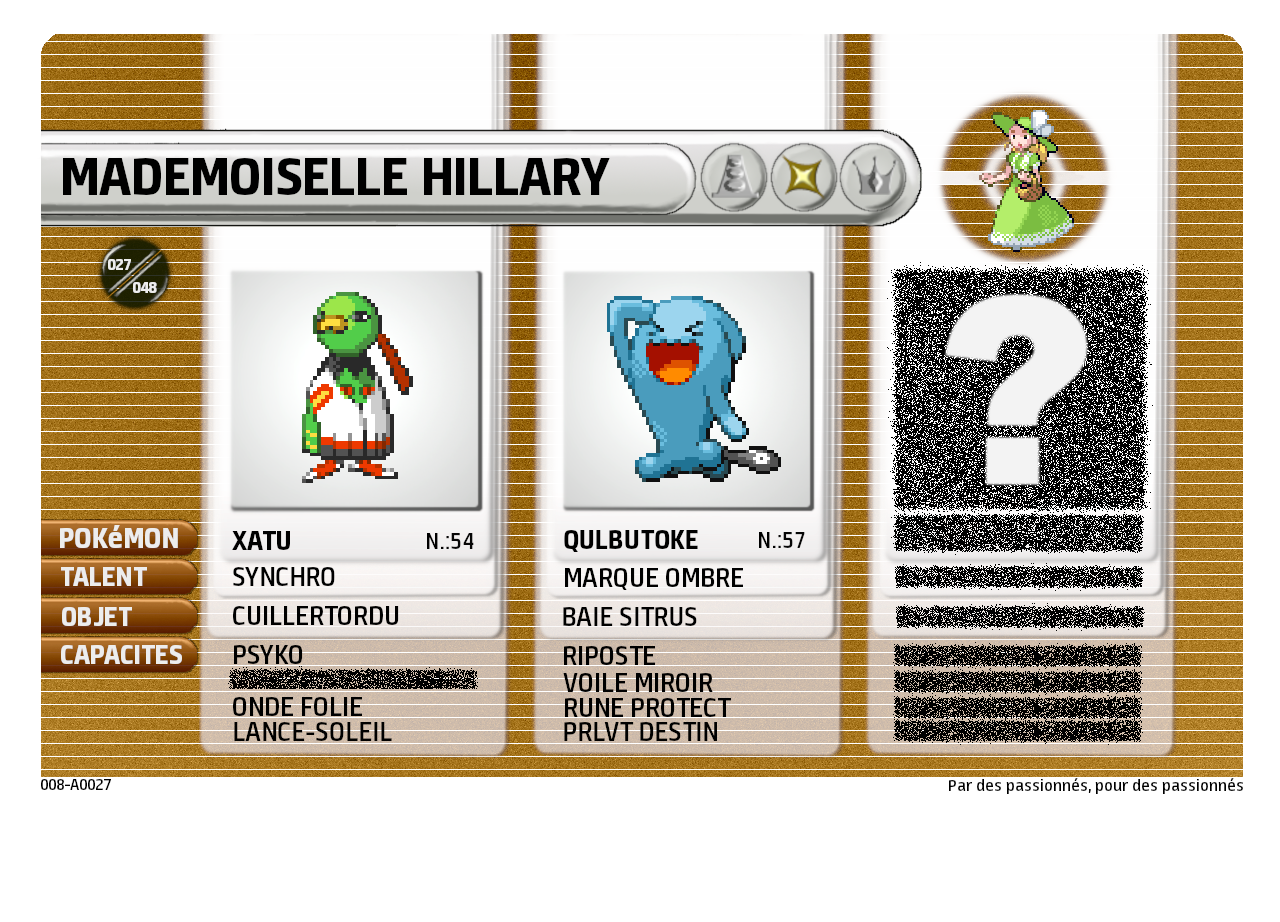 MADEMOISELLE HILLARY
027
048
POKéMON
XATU N.:54
QULBUTOKE N.:57
TALENT
SYNCHRO
MARQUE OMBRE
OBJET
CUILLERTORDU
BAIE SITRUS
CAPACITES
PSYKO
ONDE FOLIE
LANCE-SOLEIL
RIPOSTE
VOILE MIROIR
RUNE PROTECT
PRLVT DESTIN
?
008-A0027
Par des passionnés, pour des passionnés